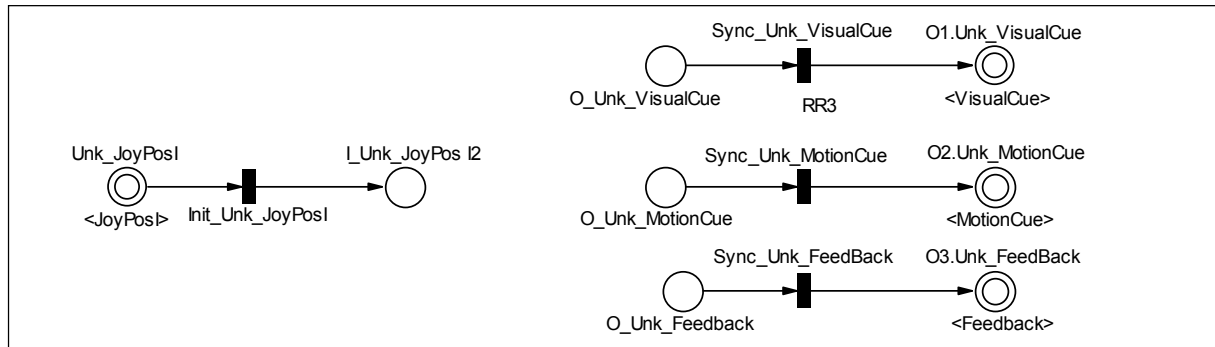 Unk_JoyPosI
<JoyPosI>
Init_Unk_JoyPosI
I_Unk_JoyPos I2
Sync_Unk_VisualCue
O1.Unk_VisualCue
O_Unk_VisualCue
RR3
<VisualCue>
Sync_Unk_MotionCue
O2.Unk_MotionCue
O_Unk_MotionCue
<MotionCue>
Sync_Unk_FeedBack
O3.Unk_FeedBack
O_Unk_Feedback
<Feedback>